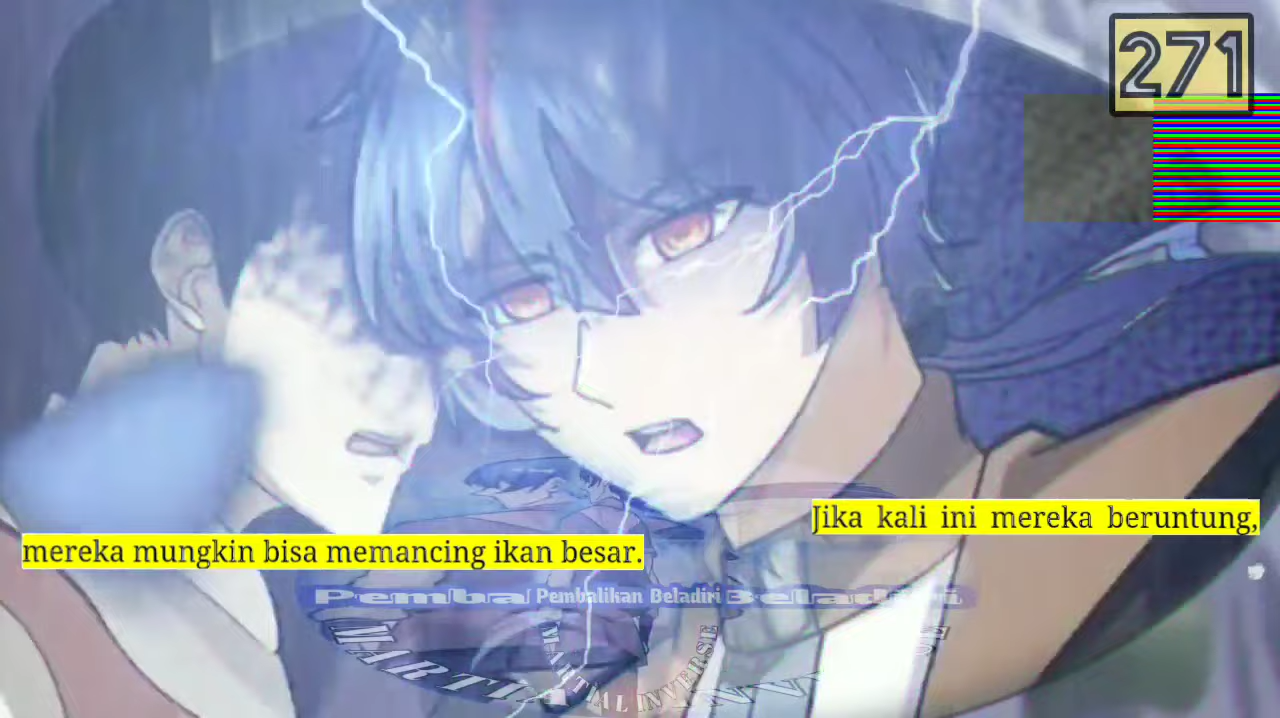 271
Jika kali ini mereka beruntung,
mereka mungkin bisa memancing ikan besar.
Pembalikan Beladiri
MARTIAL INVERSE